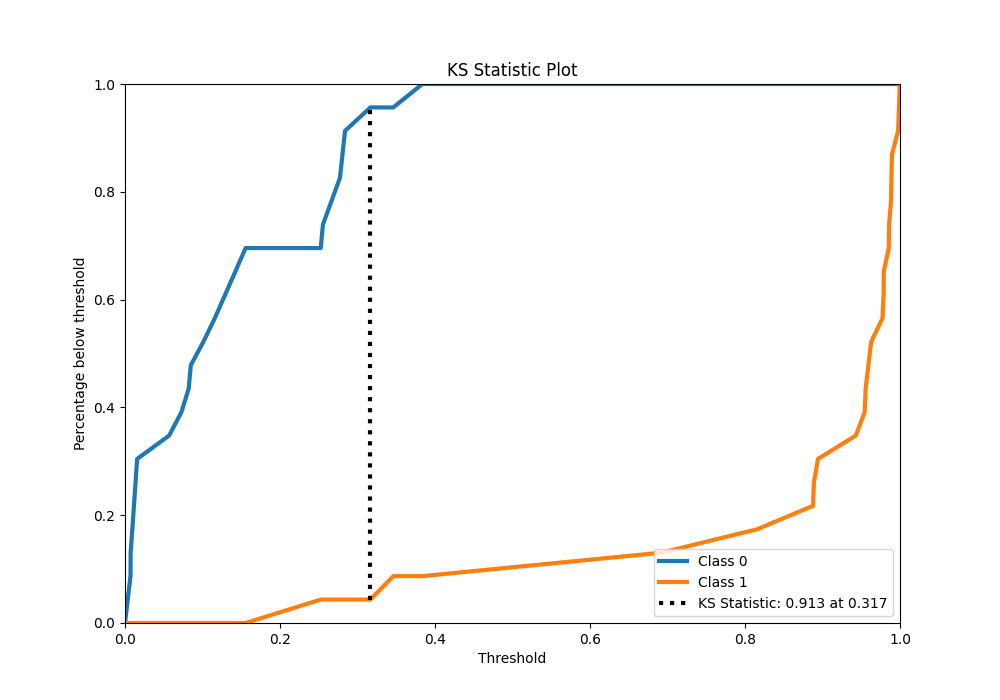 KS Statistic Plot
1.0
0.8
0.6
0.4
0.2
0.0
Percentage below threshold
0.0 0.2 0.4 0.6 0.8 1.0
Threshold
Class 0
Class 1
KS Statistic: 0.913 at 0.317